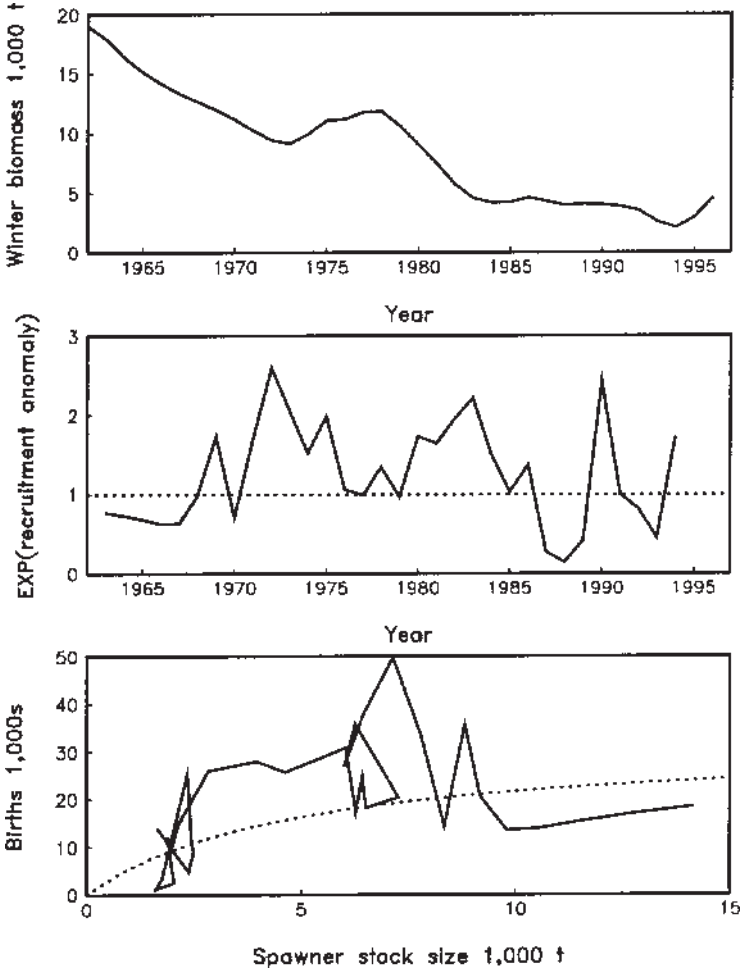 Winter biomass 1,000 t
20
15
10
5
0
1965 1970 1975 1980 1985 1990 1995
Year
EXP(recruitment anomaly)
3
2
1
0
1965 1970 1975 1980 1985 1990 1995
Year
Births 1,000s
50
40
30
20
10
0
0 5 10 15
Spawner stock size 1,000 t